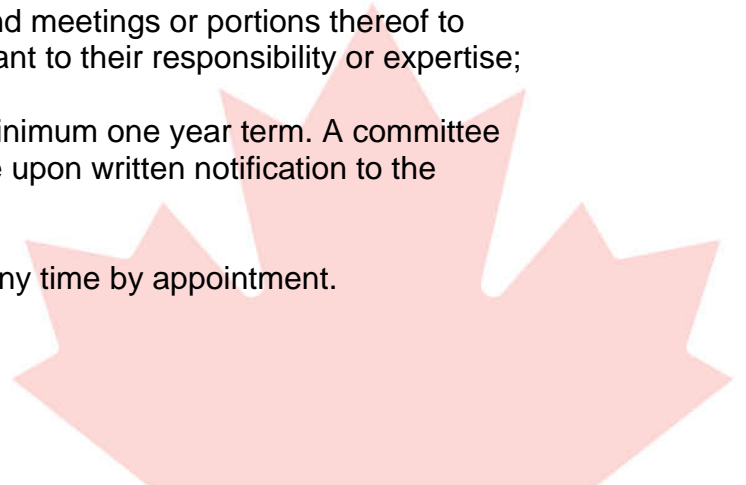 nd meetings or portions thereof to
ant to their responsibility or expertise;
inimum one year term. A committee
e upon written notification to the
ny time by appointment.